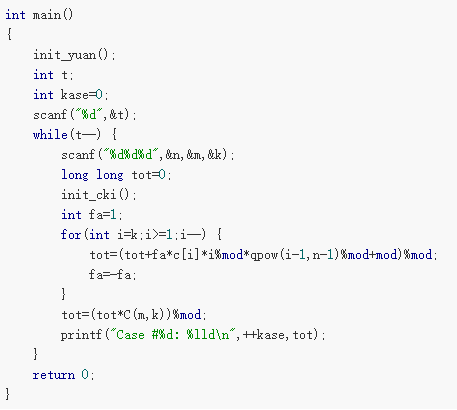 int main()
{
    init_yuan();
    int t;
    int kase=0;
    scanf("%d",&t);
    while(t--) {
        scanf("%d%d%d",&n,&m,&k);
        long long tot=0;
        init_cki();
        int fa=1;
        for(int i=k;i>=1;i--) {
            tot=(tot+fa*c[i]*i%mod*qpow(i-1,n-1)%mod+mod)%mod;
            fa=-fa;
        }
        tot=(tot*C(m,k))%mod;
        printf("Case #%d: %lld\n",++kase,tot);
    }
    return 0;
}